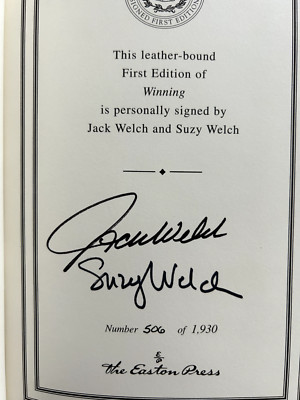 SIGNED FIRST EDITION
This leather-bound
First Edition of
Winning
is personally signed by
Jack Welch and Suzy Welch
Jack Welch
Suzy Welch
Number 506 of 1,930
The Easton Press